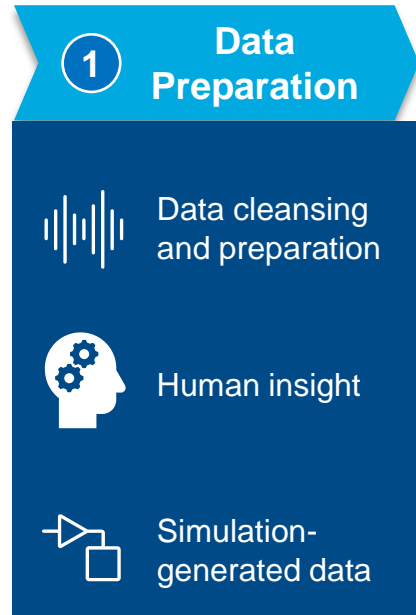 1
Data
Preparation
Data cleansing
and preparation
Human insight
Simulation-
generated data